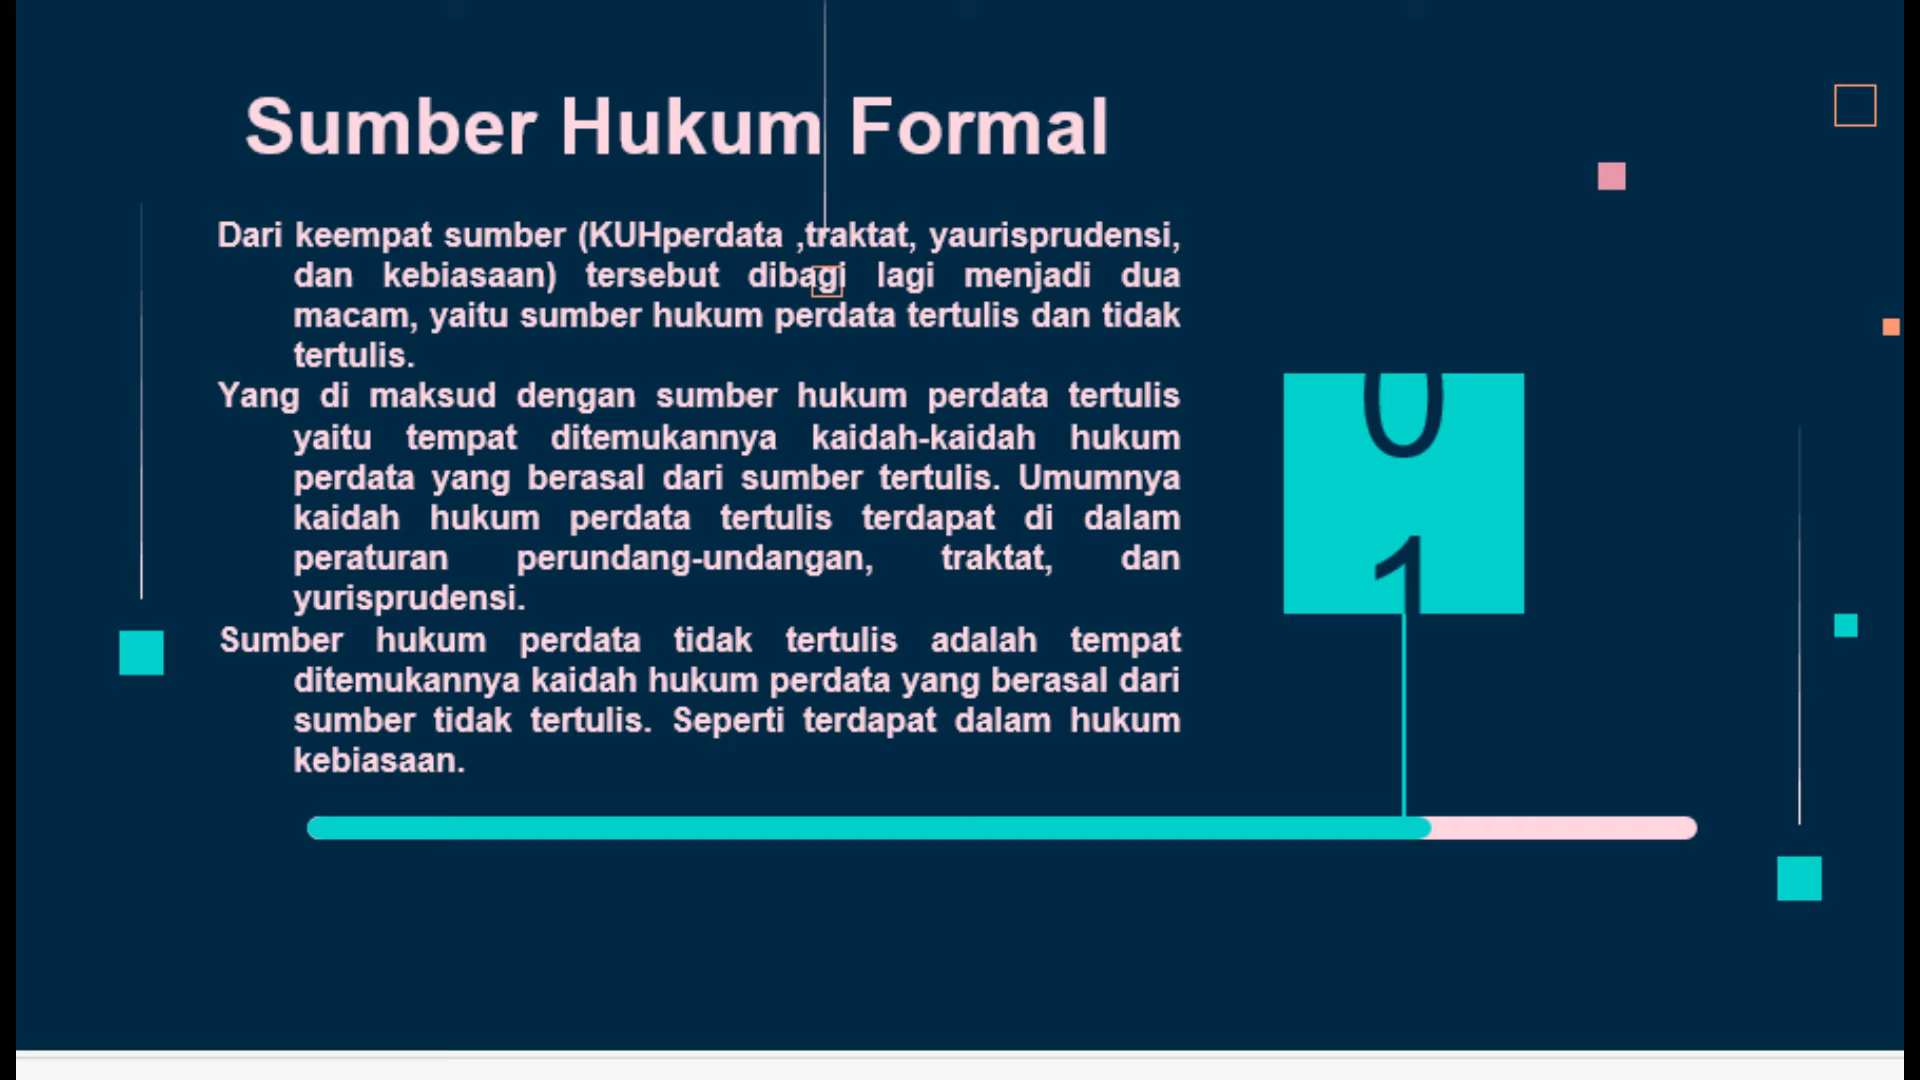 Sumber Hukum Formal
Dari keempat sumber (KUHperdata ,traktat, yaurisprudensi,
dan kebiasaan) tersebut dibagi lagi menjadi dua
macam, yaitu sumber hukum perdata tertulis dan tidak
tertulis.
Yang di maksud dengan sumber hukum perdata tertulis
yaitu tempat ditemukannya kaidah-kaidah hukum
perdata yang berasal dari sumber tertulis. Umumnya
kaidah hukum perdata tertulis terdapat di dalam
peraturan perundang-undangan, traktat, dan
yurisprudensi.
Sumber hukum perdata tidak tertulis adalah tempat
ditemukannya kaidah hukum perdata yang berasal dari
sumber tidak tertulis. Seperti terdapat dalam hukum
kebiasaan.
0
1